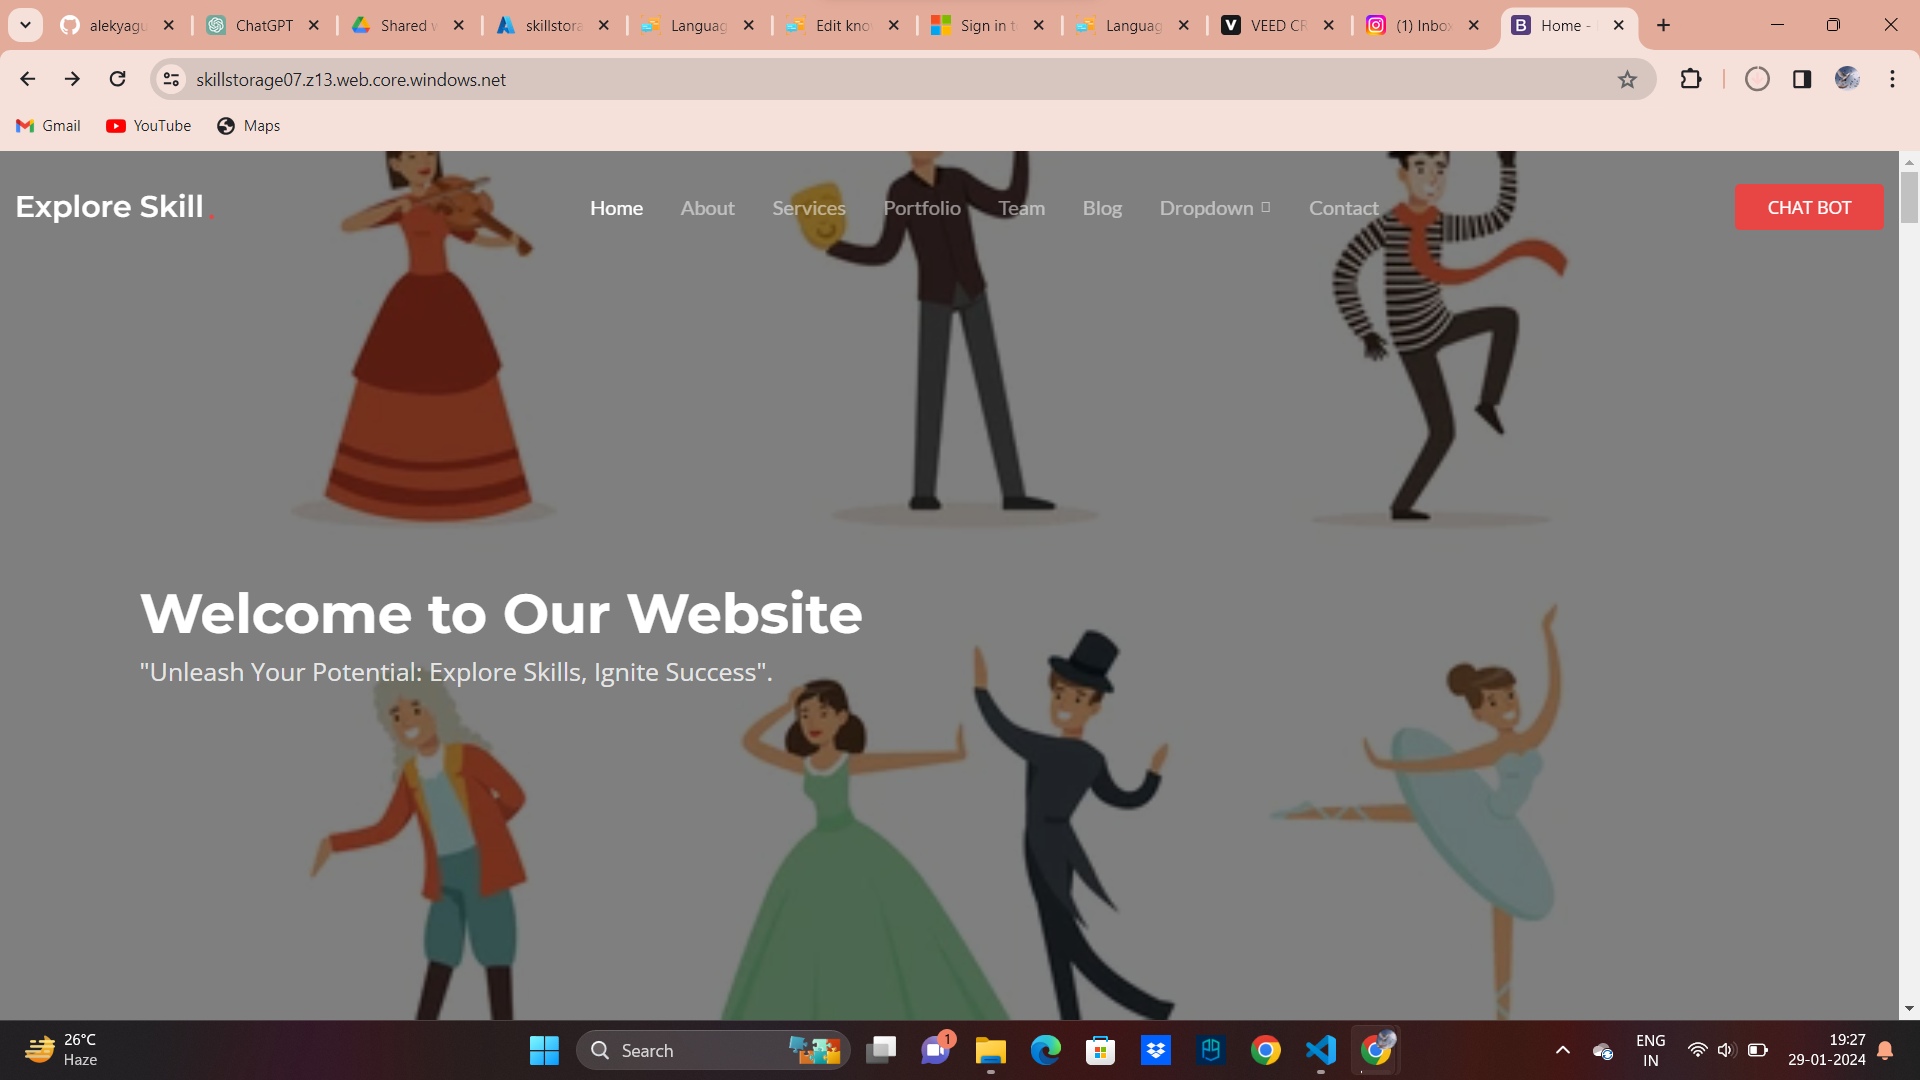 alekyagu
ChatGPT
Shared w
skillstora
Languag
Edit kno
Sign in t
Languag
VEED CR
(1) Inbox
Home -
skillstorage07.z13.web.core.windows.net
Gmail
YouTube
Maps
Explore Skill.
Home
About
Services
Portfolio
Team
Blog
Dropdown
Contact
CHAT BOT
Welcome to Our Website
"Unleash Your Potential: Explore Skills, Ignite Success".
26°C
Haze
Search
1
ENG
IN
19:27
29-01-2024